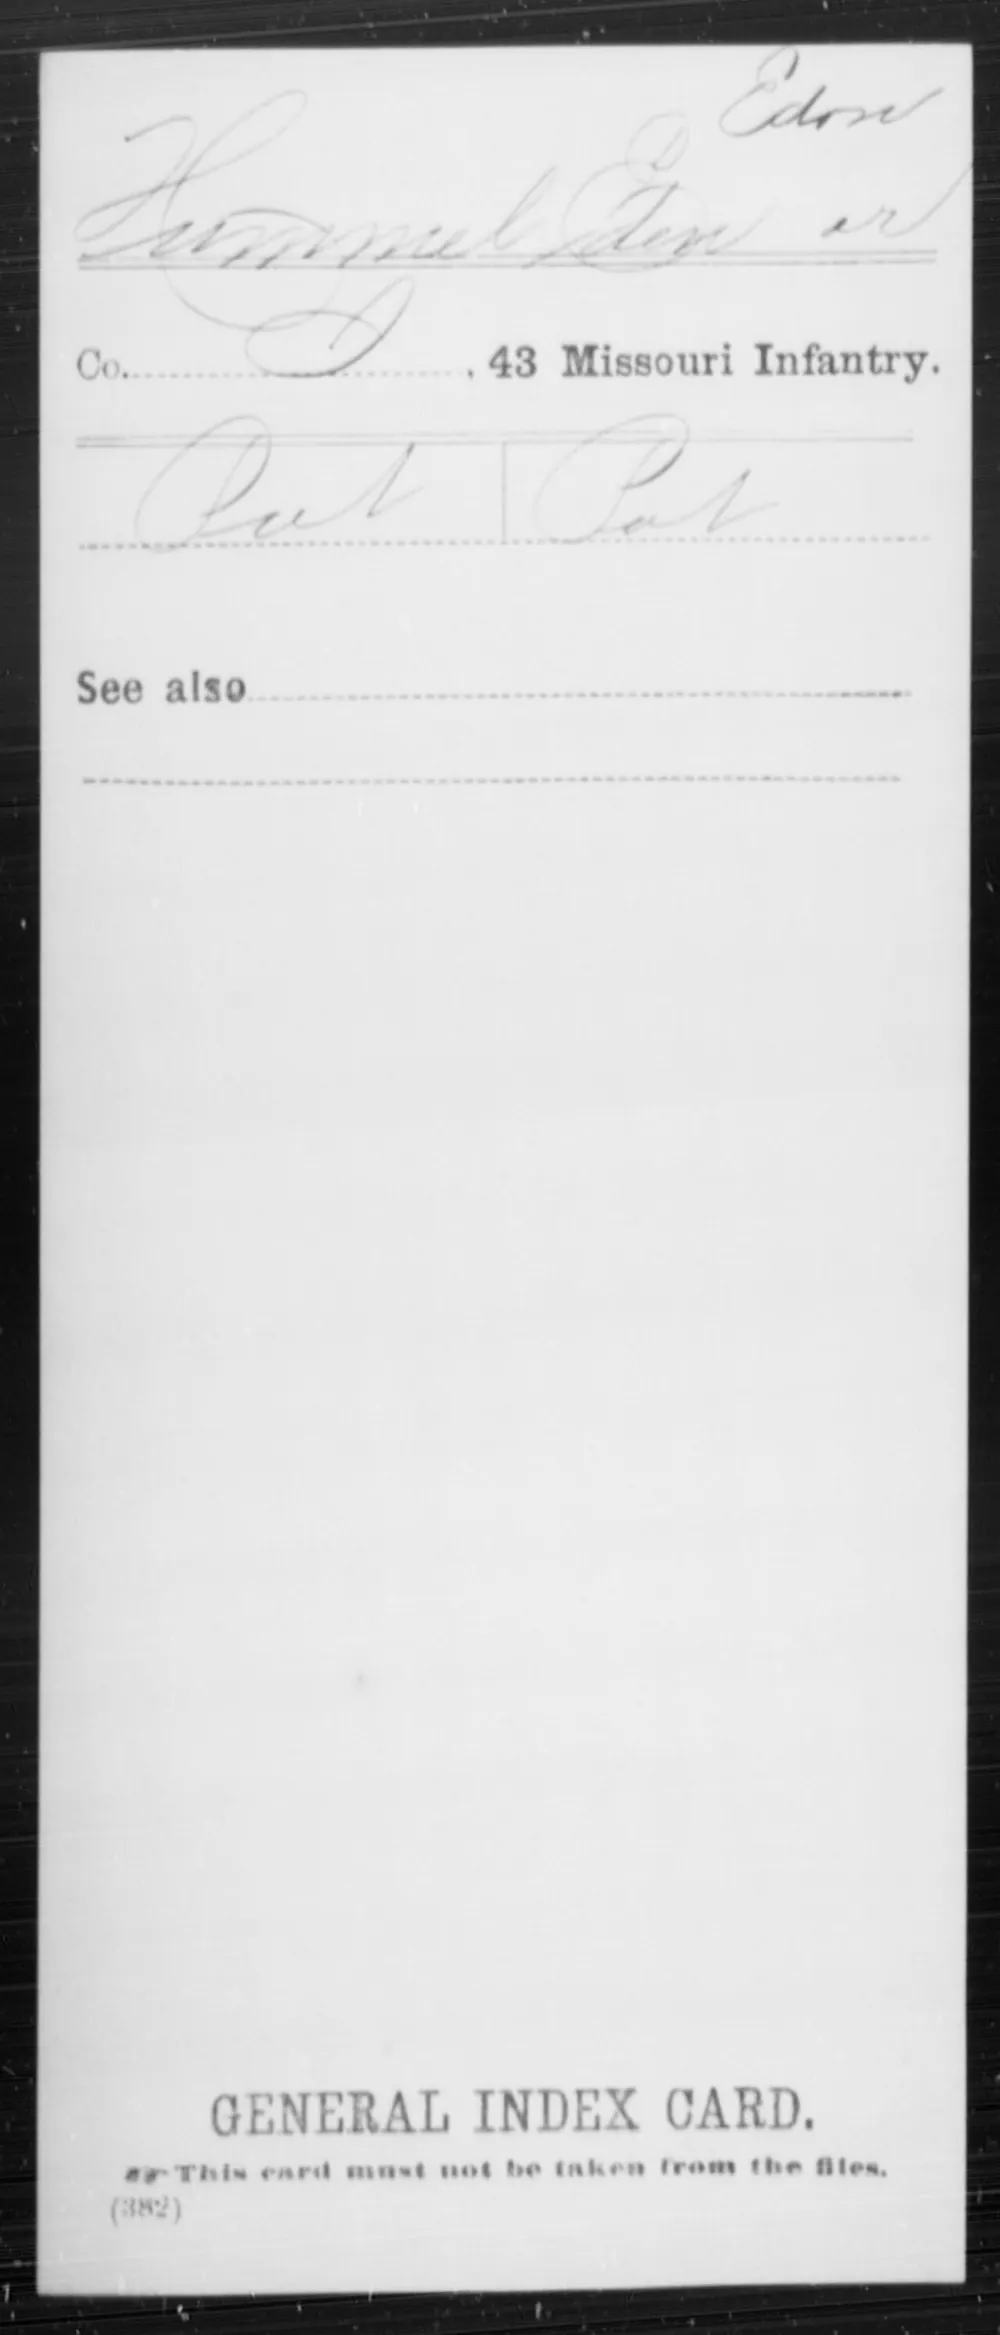 Edon
Hummel Eden or
Co. I, 43 Missouri Infantry.
Pvt | Pvt
See also
GENERAL INDEX CARD.
☞This card must not be taken from the files.
(382)